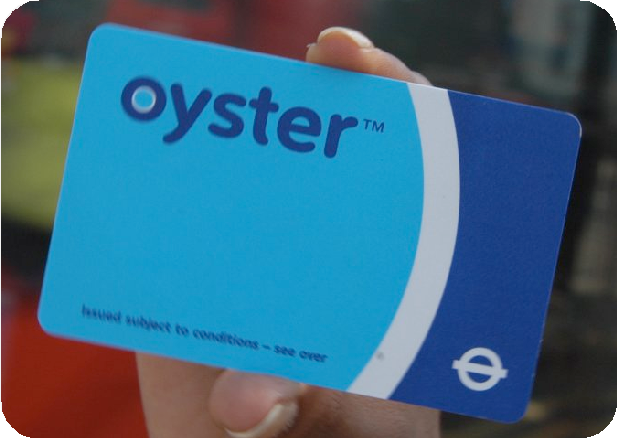 oyster™
Issued subject to conditions – see over